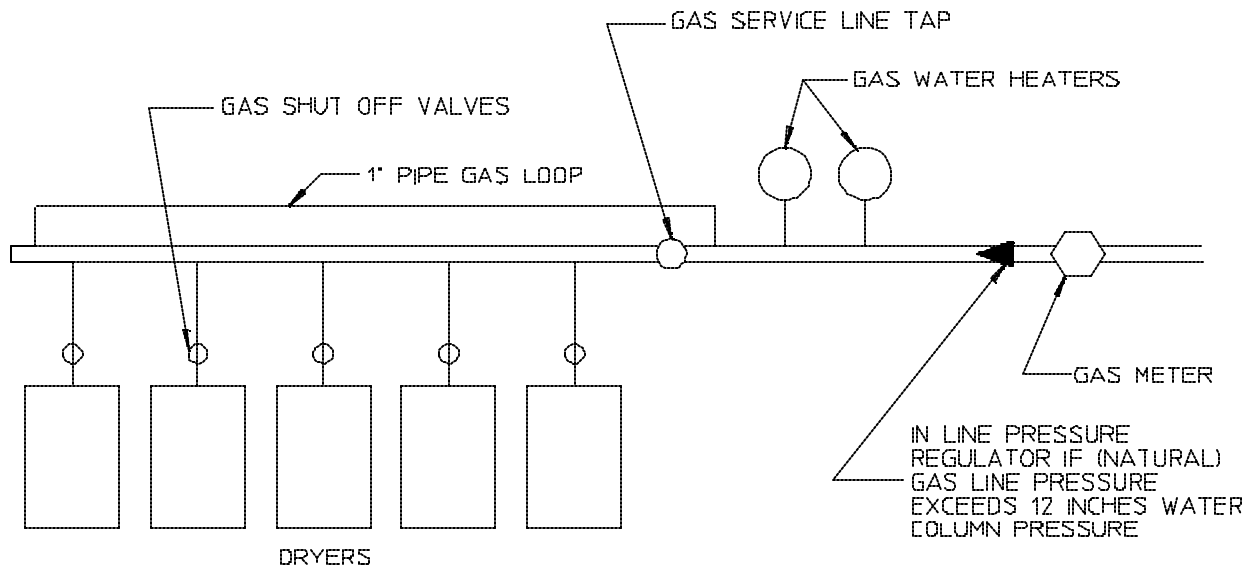 GAS SERVICE LINE TAP
GAS WATER HEATERS
GAS SHUT OFF VALVES
1" PIPE GAS LOOP
GAS METER
IN LINE PRESSURE
REGULATOR IF (NATURAL)
GAS LINE PRESSURE
EXCEEDS 12 INCHES WATER
COLUMN PRESSURE
DRYERS